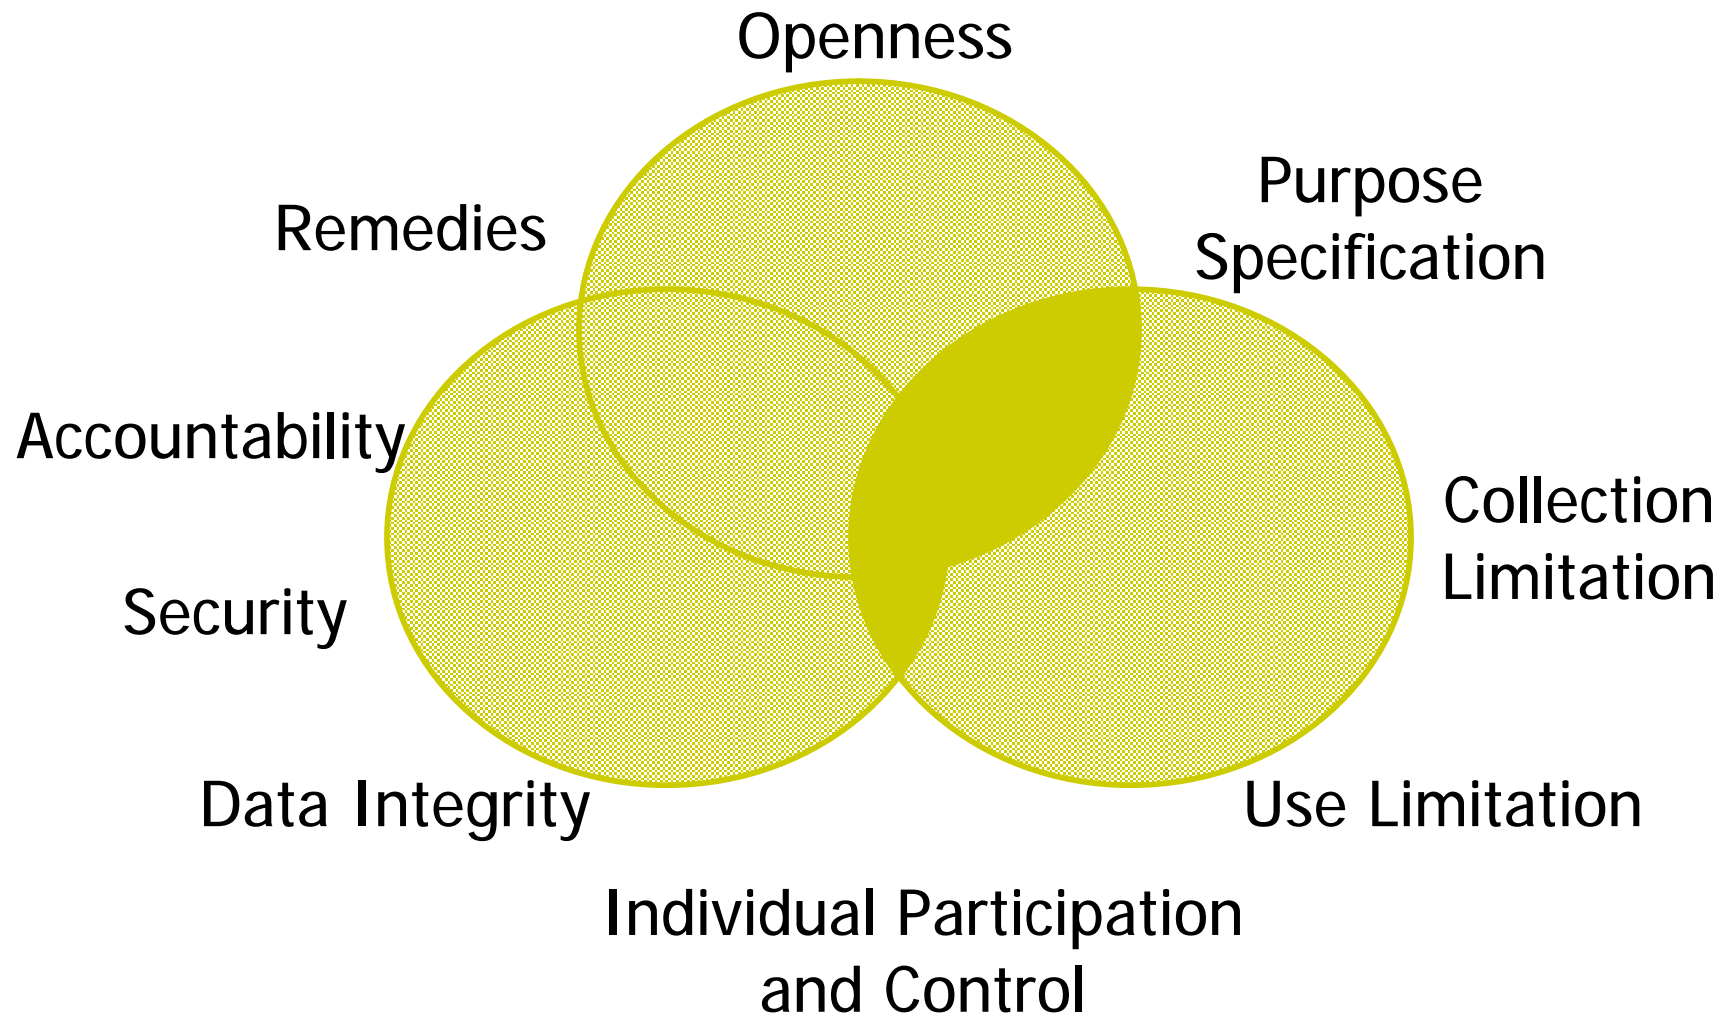 Openness
Purpose
Specification
Remedies
Accountability
Collection
Limitation
Security
Data Integrity
Use Limitation
Individual Participation
and Control